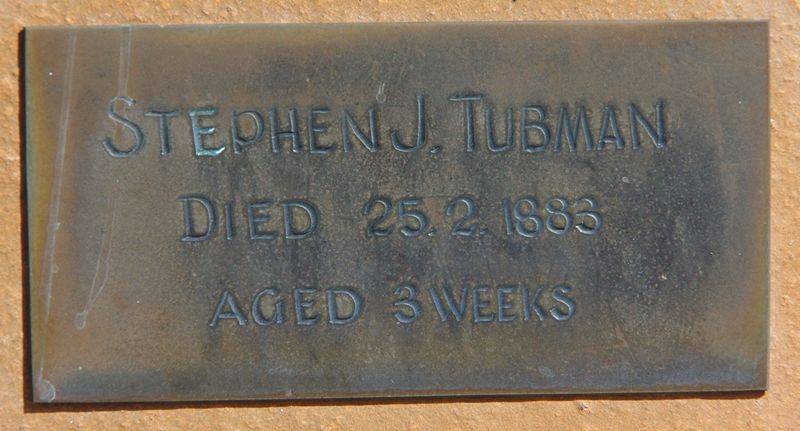 STEPHEN J. TUBMAN
DIED 25.2.1883
AGED 3 WEEKS